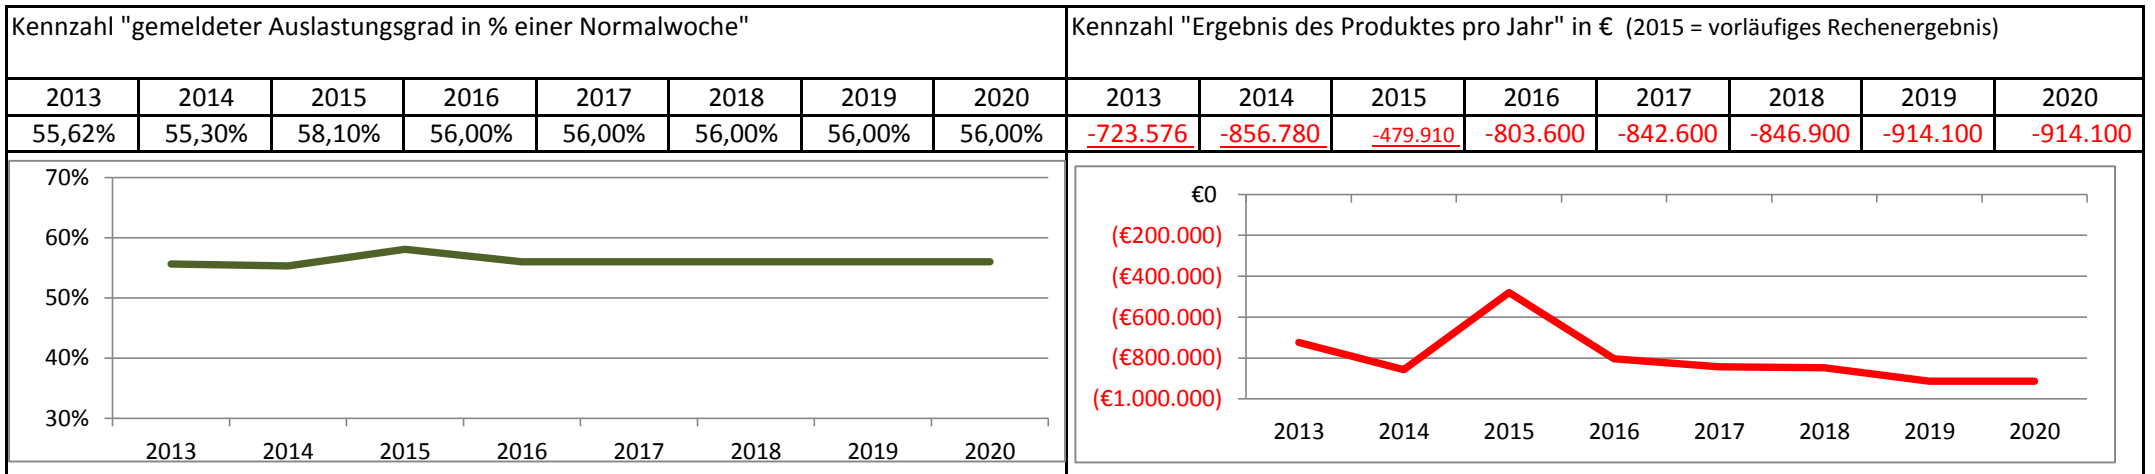 Kennzahl "gemeldeter Auslastungsgrad in % einer Normalwoche"
2013 2014 2015 2016 2017 2018 2019 2020
55,62% 55,30% 58,10% 56,00% 56,00% 56,00% 56,00% 56,00%
70%
60%
50%
40%
30%
2013 2014 2015 2016 2017 2018 2019 2020
Kennzahl "Ergebnis des Produktes pro Jahr" in € (2015 = vorläufiges Rechenergebnis)
2013 2014 2015 2016 2017 2018 2019 2020
-723.576 -856.780 -479.910 -803.600 -842.600 -846.900 -914.100 -914.100
€0
(€200.000)
(€400.000)
(€600.000)
(€800.000)
(€1.000.000)
2013 2014 2015 2016 2017 2018 2019 2020